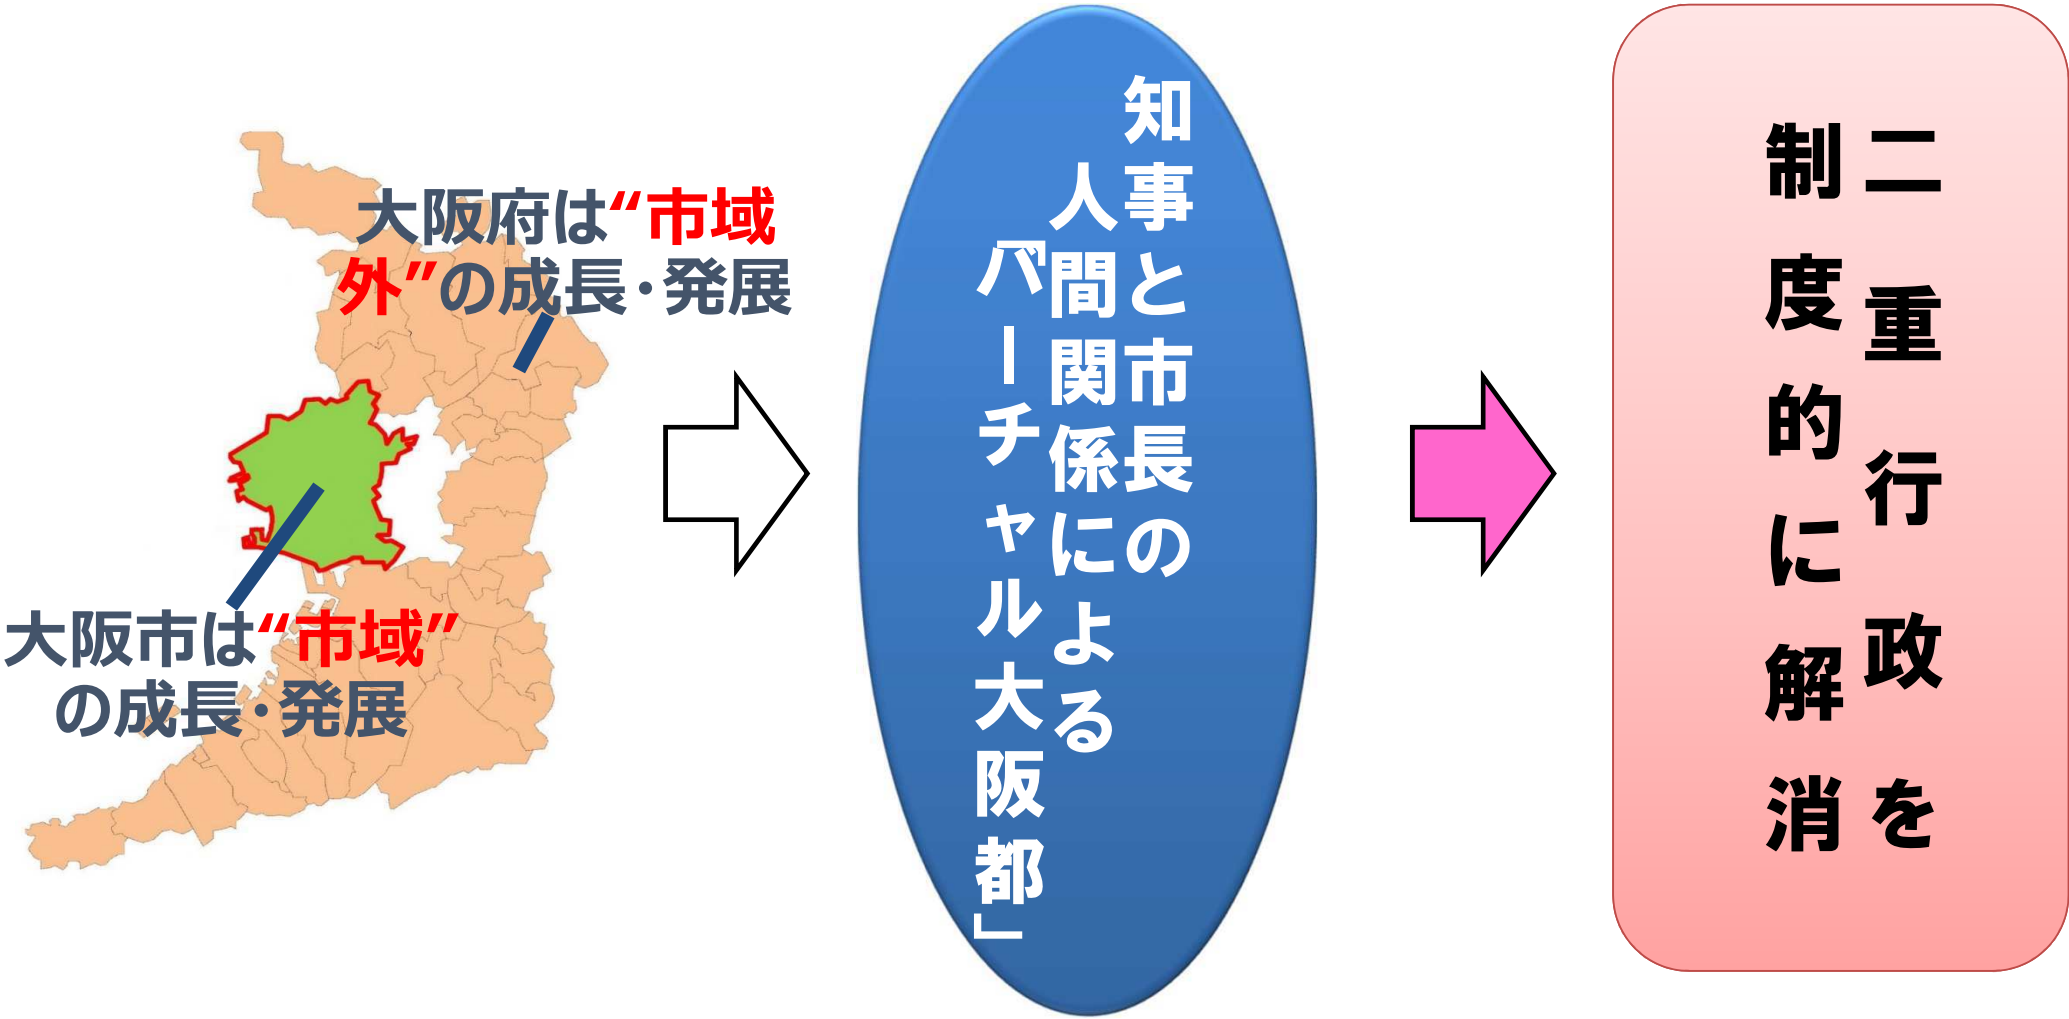 大阪府は“市域
外”の成長・発展
大阪市は“市域”
の成長・発展
知事と市長の
人間関係による
「バーチャル大阪都」
二重行政を
制度的に解消